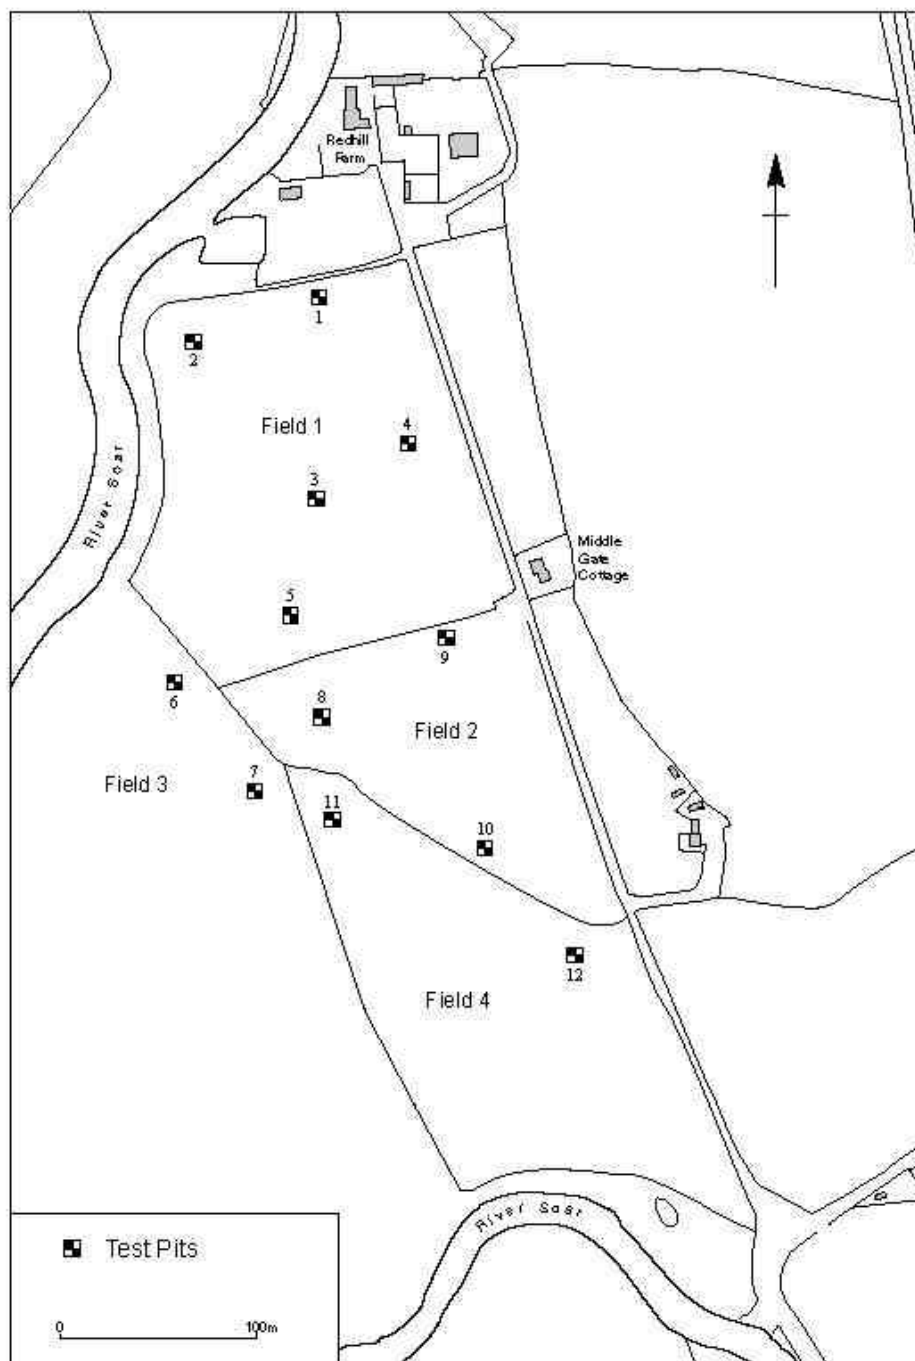 Redhill
Farm
1
2
Field 1
4
3
River Soar
Middle
Gate
Cottage
5
9
6
8
Field 2
Field 3
7
11
10
12
Field 4
River Soar
Test Pits
0
100m